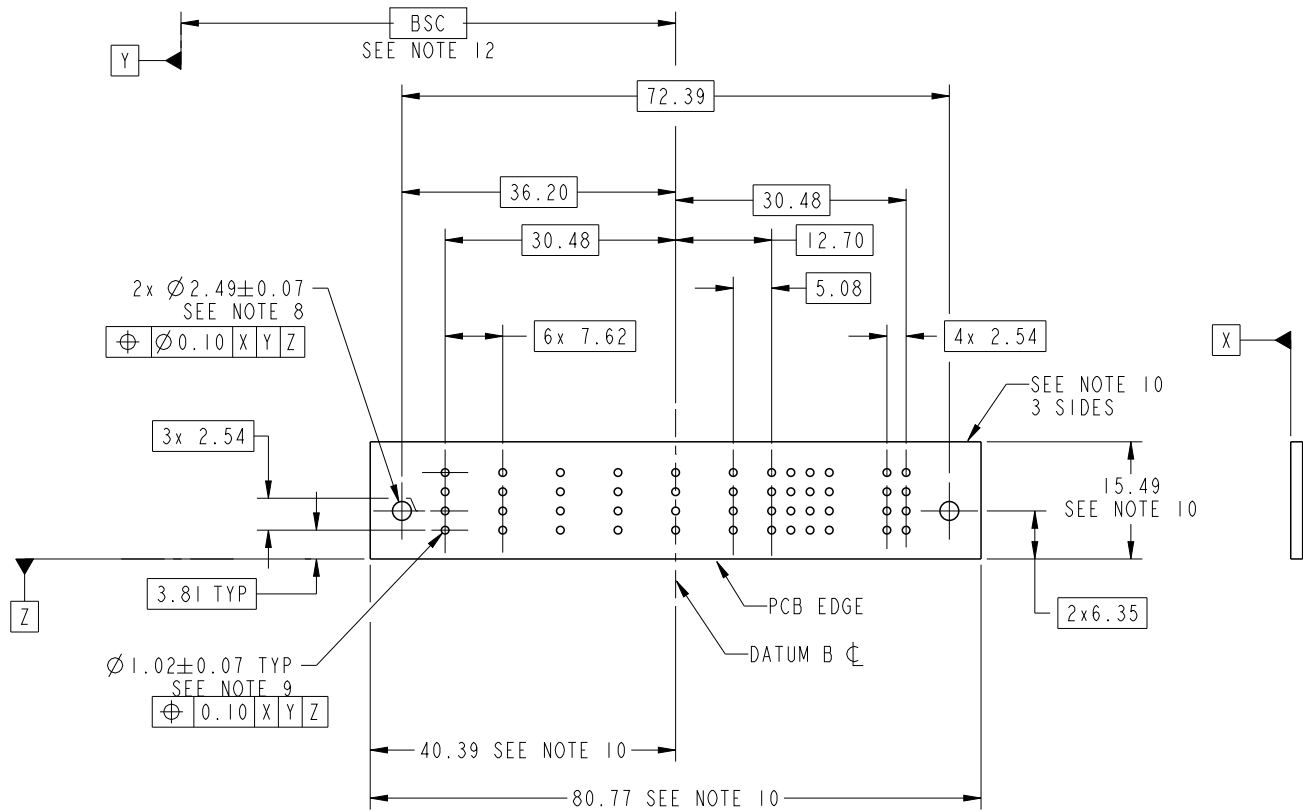 BSC
SEE NOTE 12
Y
72.39
36.20
30.48
30.48
12.70
2x Ø2.49±0.07
SEE NOTE 8
⌖ Ø0.10 X Y Z
5.08
6x 7.62
4x 2.54
X
SEE NOTE 10
3 SIDES
3x 2.54
15.49
SEE NOTE 10
3.81 TYP
Z
PCB EDGE
2x6.35
DATUM B ℄
Ø1.02±0.07 TYP
SEE NOTE 9
⌖ 0.10 X Y Z
40.39 SEE NOTE 10
80.77 SEE NOTE 10